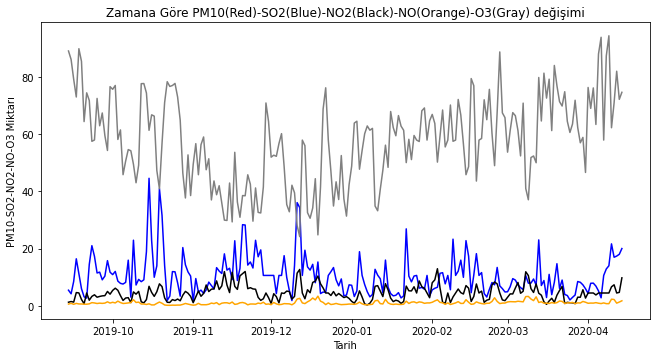 Zamana Göre PM10(Red)-SO2(Blue)-NO2(Black)-NO(Orange)-O3(Gray) değişimi
PM10-SO2-NO2-NO-O3 Miktarı
80
60
40
20
0
2019-10 2019-11 2019-12 2020-01 2020-02 2020-03 2020-04
Tarih